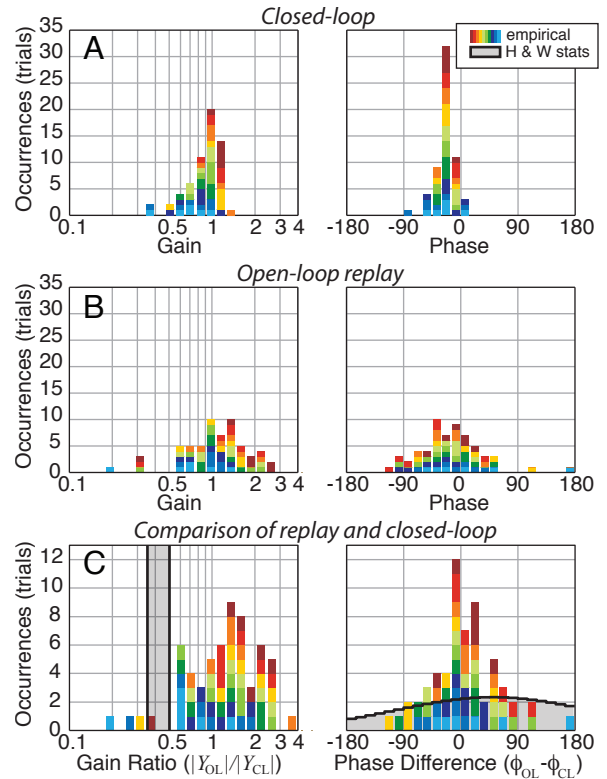 Closed-loop
A
empirical
H & W stats
Occurrences (trials)
35
30
25
20
15
10
5
0
0.1 0.5 1 2 3 4
Gain
-180 -90 0 90 180
Phase
Open-loop replay
B
Occurrences (trials)
35
30
25
20
15
10
5
0
0.1 0.5 1 2 3 4
Gain
-180 -90 0 90 180
Phase
Comparison of replay and closed-loop
C
Occurrences (trials)
12
10
8
6
4
2
0
0.1 0.5 1 2 3 4
Gain Ratio (|Y_OL|/|Y_CL|)
-180 -90 0 90 180
Phase Difference (ϕ_OL-ϕ_CL)